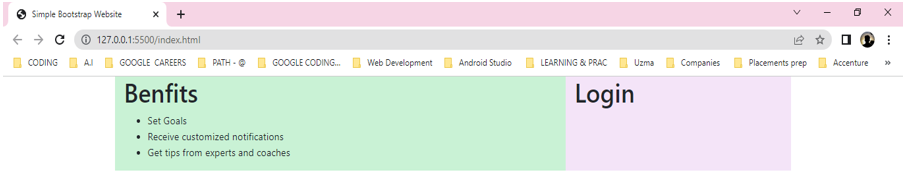 Simple Bootstrap Website
127.0.0.1:5500/index.html
CODING A.I GOOGLE CAREERS PATH - @ GOOGLE CODING... Web Development Android Studio LEARNING & PRAC Uzma Companies Placements prep Accenture »
Benfits
Set Goals
Receive customized notifications
Get tips from experts and coaches
Login